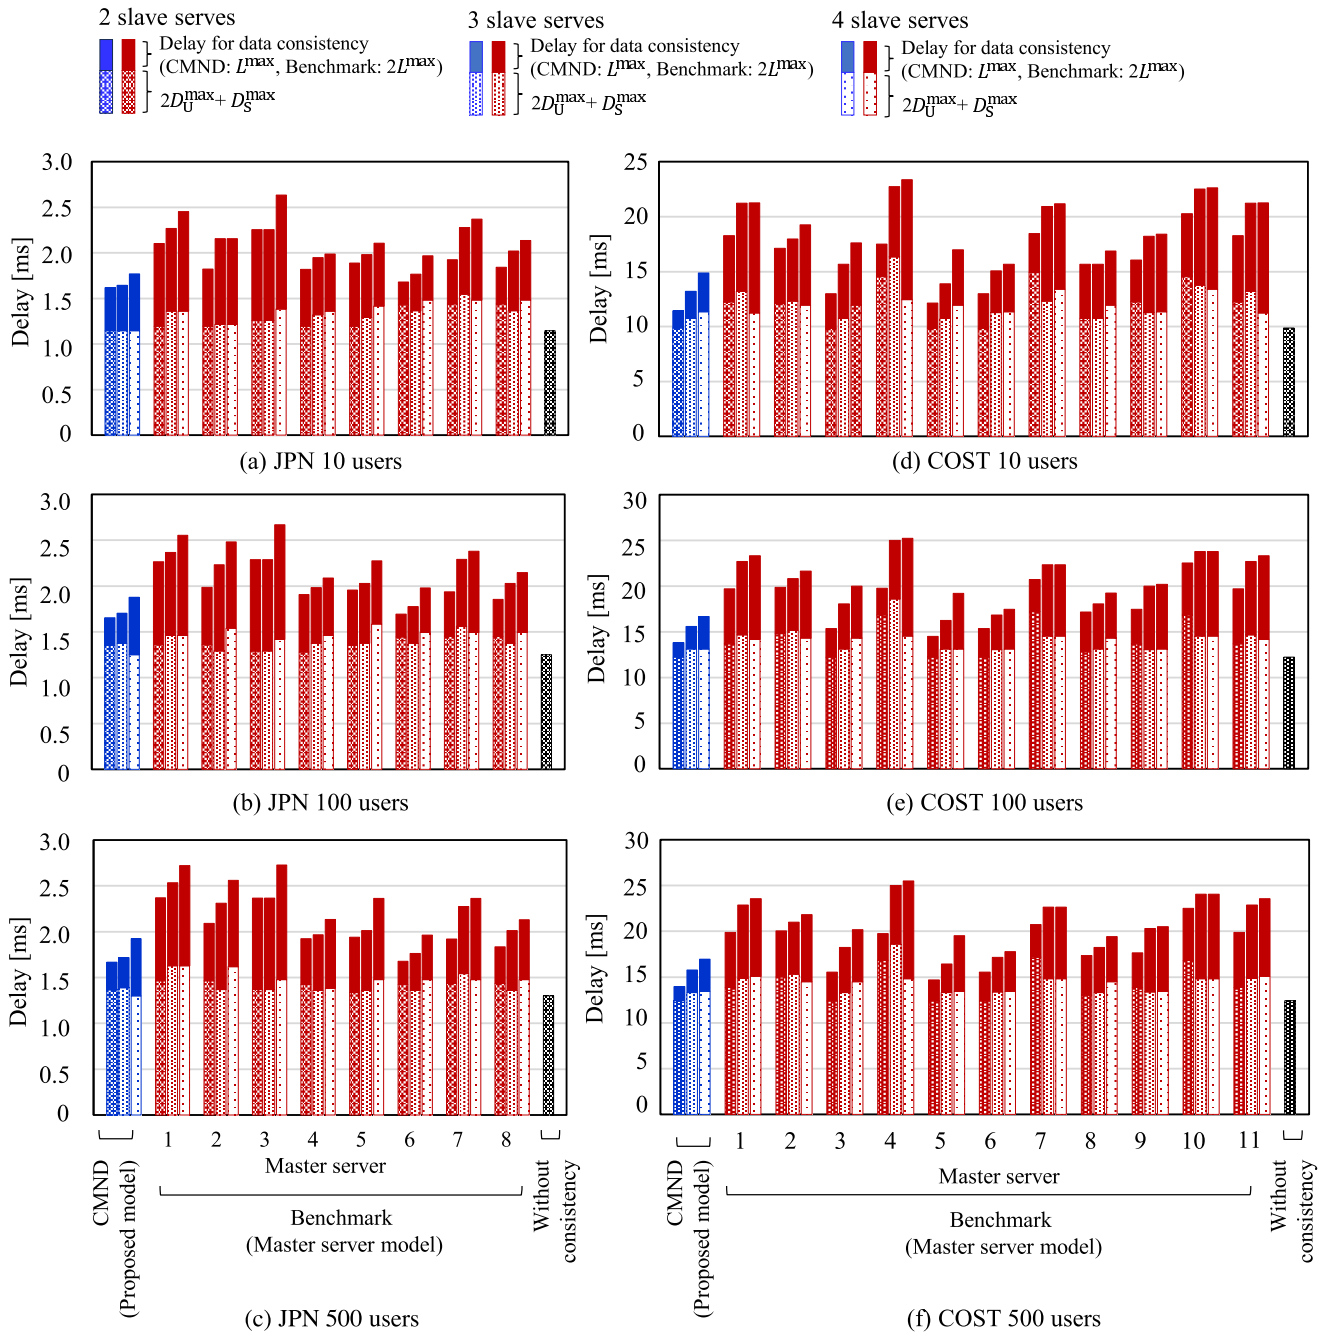 2 slave serves
Delay for data consistency
(CMND: Lmax, Benchmark: 2Lmax)
2DUmax+ DSmax
3 slave serves
Delay for data consistency
(CMND: Lmax, Benchmark: 2Lmax)
2DUmax+ DSmax
4 slave serves
Delay for data consistency
(CMND: Lmax, Benchmark: 2Lmax)
2DUmax+ DSmax
Delay [ms]
3.0
2.5
2.0
1.5
1.0
0.5
0
(a) JPN 10 users
Delay [ms]
25
20
15
10
5
0
(d) COST 10 users
Delay [ms]
3.0
2.5
2.0
1.5
1.0
0.5
0
(b) JPN 100 users
Delay [ms]
30
25
20
15
10
5
0
(e) COST 100 users
Delay [ms]
3.0
2.5
2.0
1.5
1.0
0.5
0
CMND
(Proposed model)
1 2 3 4 5 6 7 8
Master server
Benchmark
(Master server model)
Without
consistency
(c) JPN 500 users
Delay [ms]
30
25
20
15
10
5
0
CMND
(Proposed model)
1 2 3 4 5 6 7 8 9 10 11
Master server
Benchmark
(Master server model)
Without
consistency
(f) COST 500 users